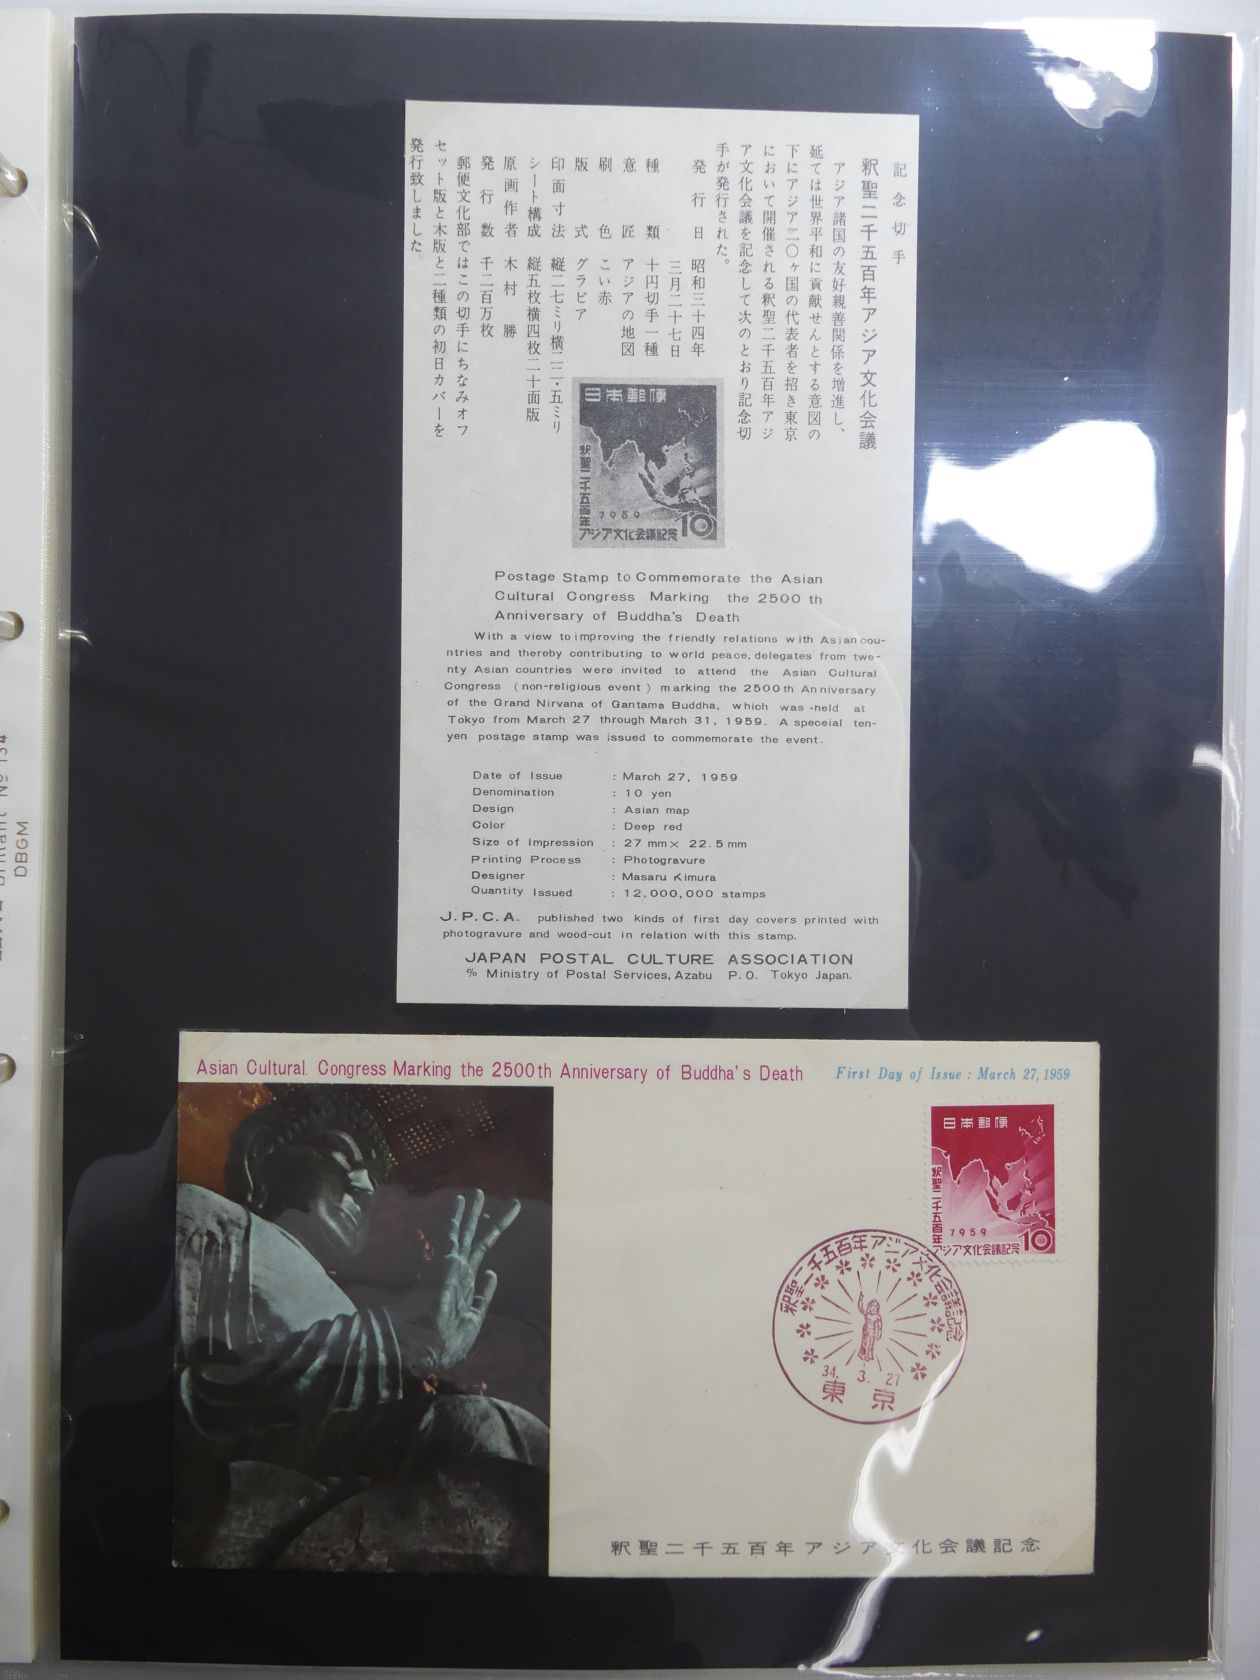 記念切手
釈聖二千五百年アジア文化会議
アジア諸国の友好親善関係を増進し、
延ては世界平和に貢献せんとする意図の
下にアジア二〇ヶ国の代表者を招き東京
において開催される釈聖二千五百年アジ
ア文化会議を記念して次のとおり記念切
手が発行された。
発行日 昭和三十四年
三月二十七日
種類 十円切手一種
意匠 アジアの地図
刷色 こい赤
版式 グラビア
印面寸法 縦二七ミリ横二二・五ミリ
シート構成 縦五枚横四枚二十面版
原画作者 木村勝
発行数 千二百万枚
郵便文化部ではこの切手にちなみオフ
セット版と木版と二種類の初日カバーを
発行致しました
日本郵便
釈聖二千五百年
1959
10
アジア文化会議記念
Postage Stamp to Commemorate the Asian
Cultural Congress Marking the 2500 th
Anniversary of Buddha's Death
With a view to improving the friendly relations with Asian cou-
ntries and thereby contributing to world peace, delegates from twe-
nty Asian countries were invited to attend the Asian Cultural
Congress (non-religious event) marking the 2500th Anniversary
of the Grand Nirvana of Gantama Buddha, which was held at
Tokyo from March 27 through March 31, 1959. A speceial ten-
yen postage stamp was issued to commemorate the event.
Date of Issue : March 27, 1959
Denomination : 10 yen
Design : Asian map
Color : Deep red
Size of Impression : 27 mm × 22.5 mm
Printing Process : Photogravure
Designer : Masaru Kimura
Quantity Issued : 12,000,000 stamps
J.P.C.A. published two kinds of first day covers printed with
photogravure and wood-cut in relation with this stamp.
JAPAN POSTAL CULTURE ASSOCIATION
% Ministry of Postal Services, Azabu P.O. Tokyo Japan.
Asian Cultural Congress Marking the 2500th Anniversary of Buddha's Death
First Day of Issue : March 27, 1959
日本郵便
釈聖二千五百年
1959
10
アジア文化会議記念
釈聖二千五百年アジア文化会議記念
34. 3. 27
東京
釈聖二千五百年アジア文化会議記念
DBGM